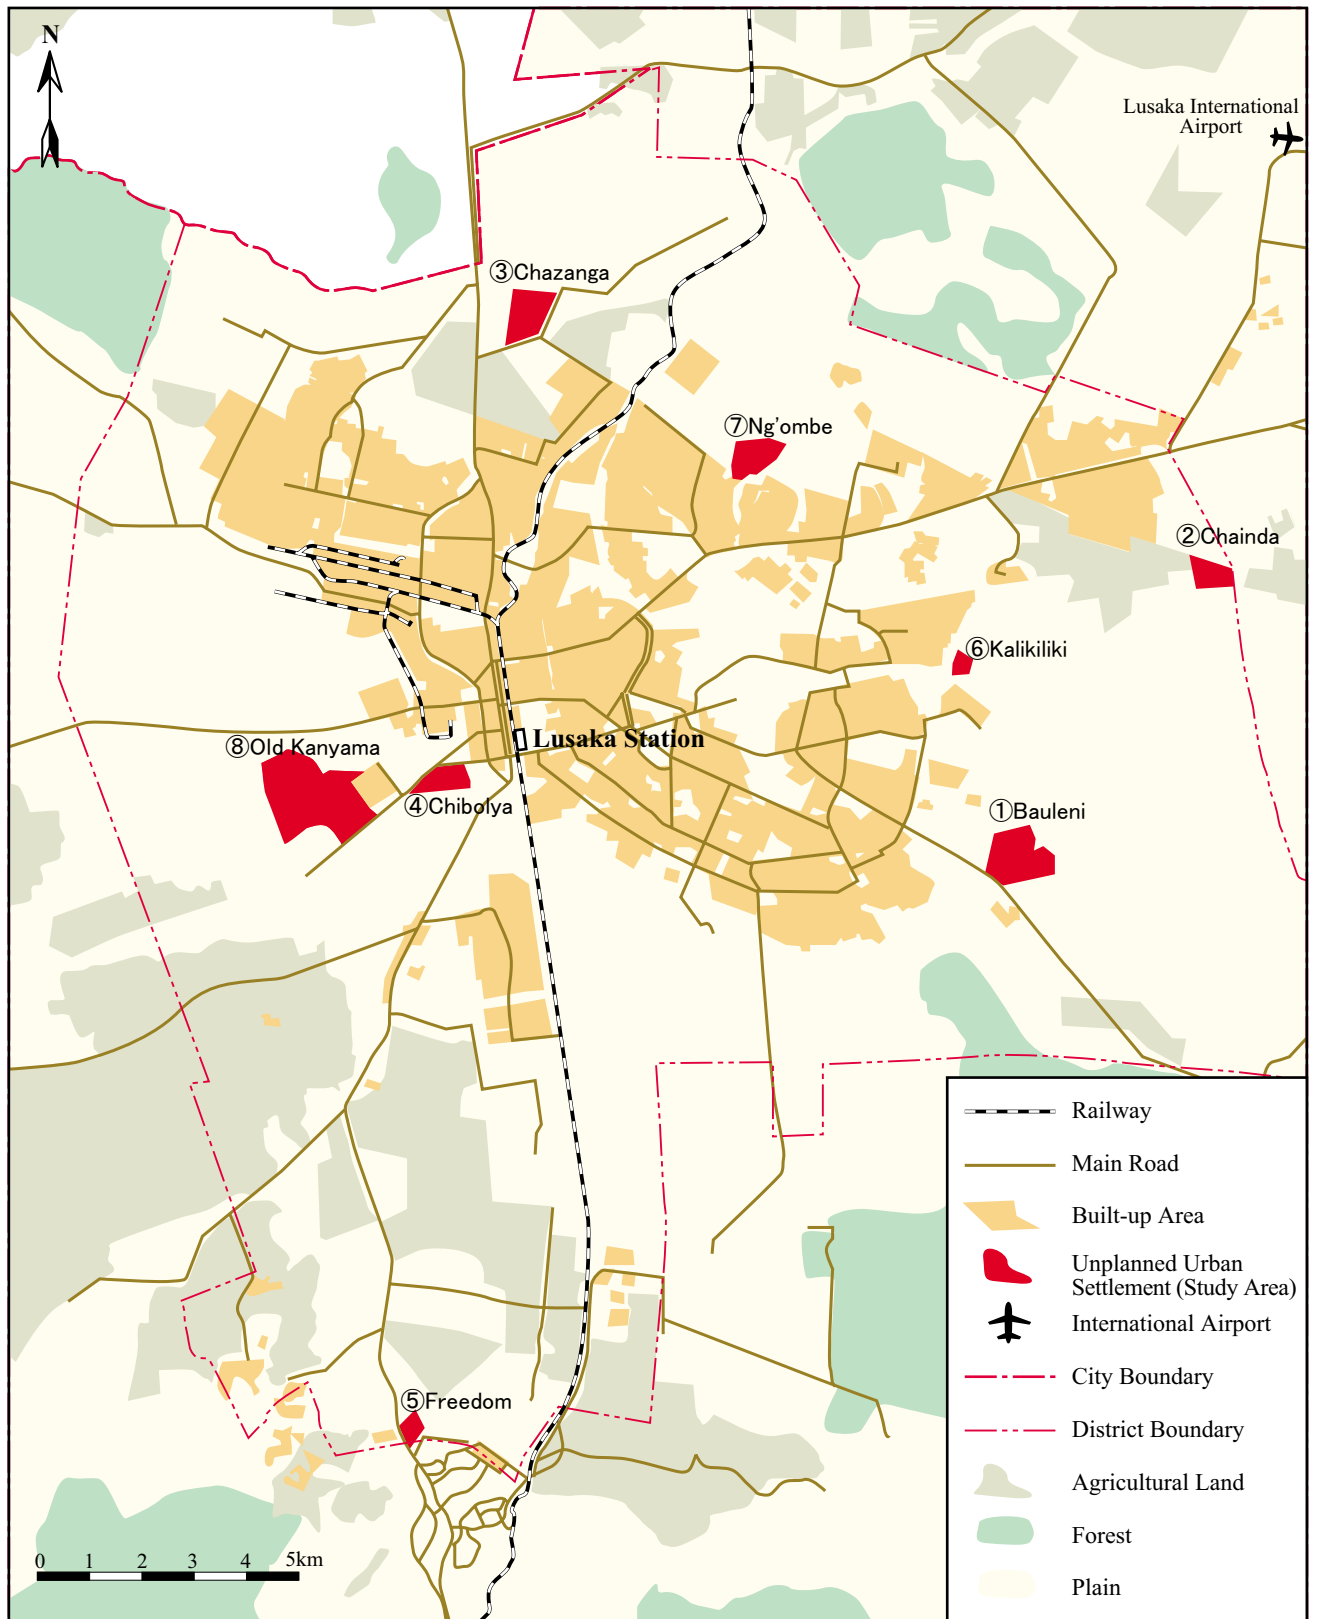 N
Lusaka International
Airport
③Chazanga
⑦Ng'ombe
②Chainda
⑥Kalikiliki
Lusaka Station
⑧Old Kanyama
④Chibolya
①Bauleni
⑤Freedom
Railway
Main Road
Built-up Area
Unplanned Urban
Settlement (Study Area)
International Airport
City Boundary
District Boundary
Agricultural Land
Forest
Plain
0 1 2 3 4 5km